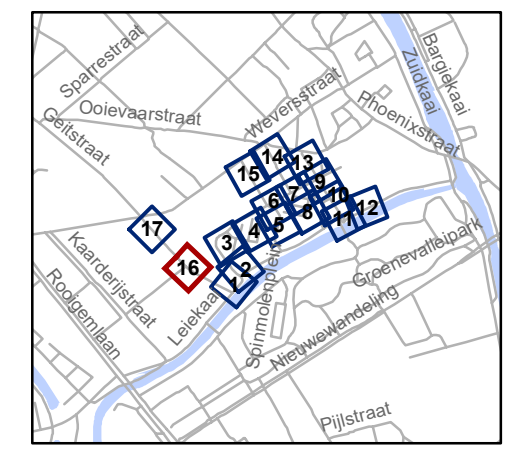 Sparrestraat
Bargiekaai
Zuidkaai
Ooievaarstraat
Weversstraat
Phoenixstraat
Geitstraat
14
13
15
9
7
10
6
12
11
8
5
4
17
3
2
16
1
Groenevalleipark
Kaarderijstraat
Spinmolenplein
Leiekaai
Rooigemlaan
Nieuwewandeling
Pijlstraat